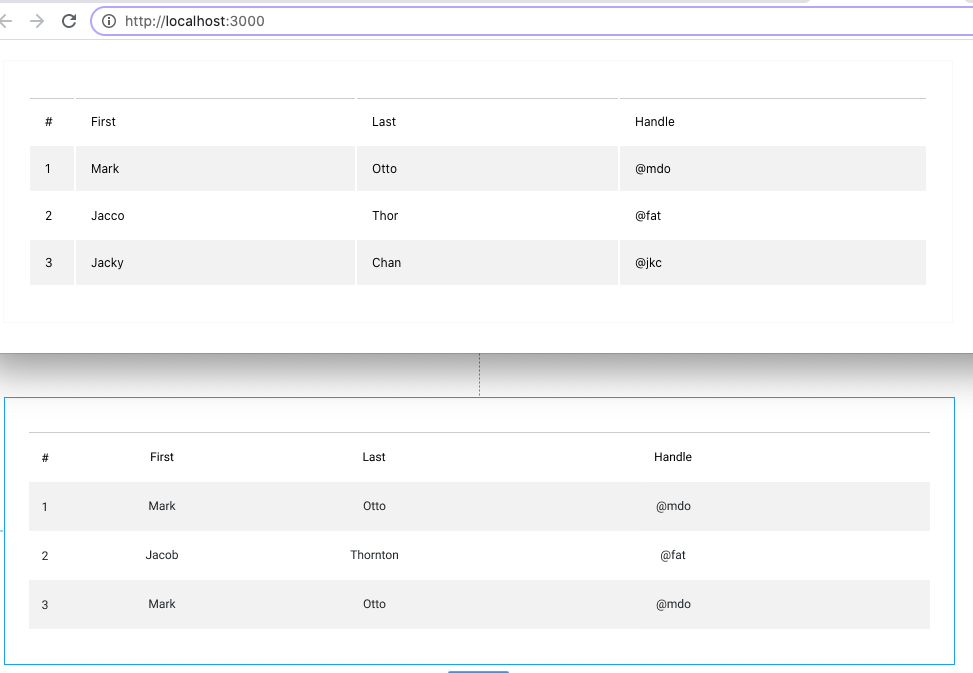 http://localhost:3000
# First Last Handle
1 Mark Otto @mdo
2 Jacco Thor @fat
3 Jacky Chan @jkc
# First Last Handle
1 Mark Otto @mdo
2 Jacob Thornton @fat
3 Mark Otto @mdo